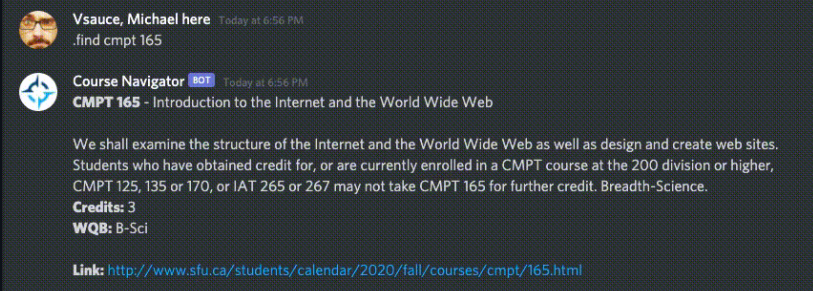 Vsauce, Michael here Today at 6:56 PM
.find cmpt 165
Course Navigator BOT Today at 6:56 PM
CMPT 165 - Introduction to the Internet and the World Wide Web
We shall examine the structure of the Internet and the World Wide Web as well as design and create web sites.
Students who have obtained credit for, or are currently enrolled in a CMPT course at the 200 division or higher,
CMPT 125, 135 or 170, or IAT 265 or 267 may not take CMPT 165 for further credit. Breadth-Science.
Credits: 3
WQB: B-Sci
Link: http://www.sfu.ca/students/calendar/2020/fall/courses/cmpt/165.html